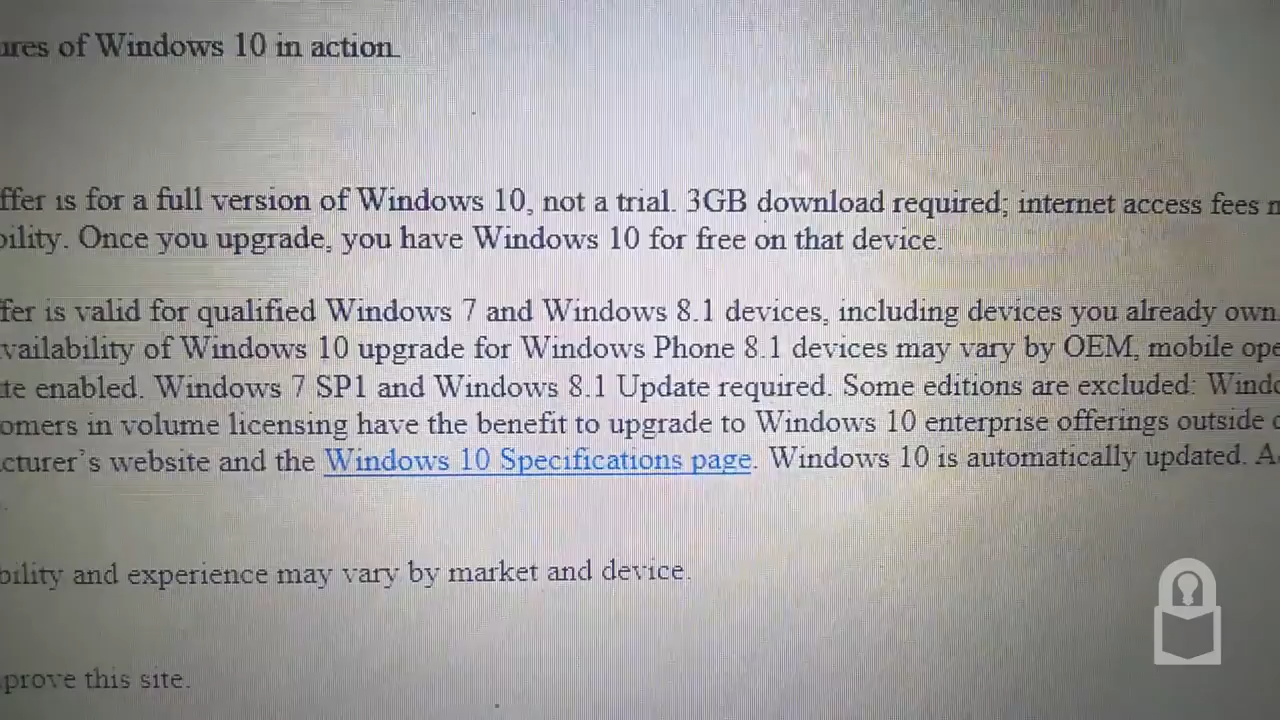 ures of Windows 10 in action.
ffer is for a full version of Windows 10, not a trial. 3GB download required; internet access fees
bility. Once you upgrade, you have Windows 10 for free on that device.
fer is valid for qualified Windows 7 and Windows 8.1 devices, including devices you already own.
vailability of Windows 10 upgrade for Windows Phone 8.1 devices may vary by OEM, mobile ope
te enabled. Windows 7 SP1 and Windows 8.1 Update required. Some editions are excluded: Windo
omers in volume licensing have the benefit to upgrade to Windows 10 enterprise offerings outside
cturer's website and the Windows 10 Specifications page. Windows 10 is automatically updated. A
bility and experience may vary by market and device.
prove this site.